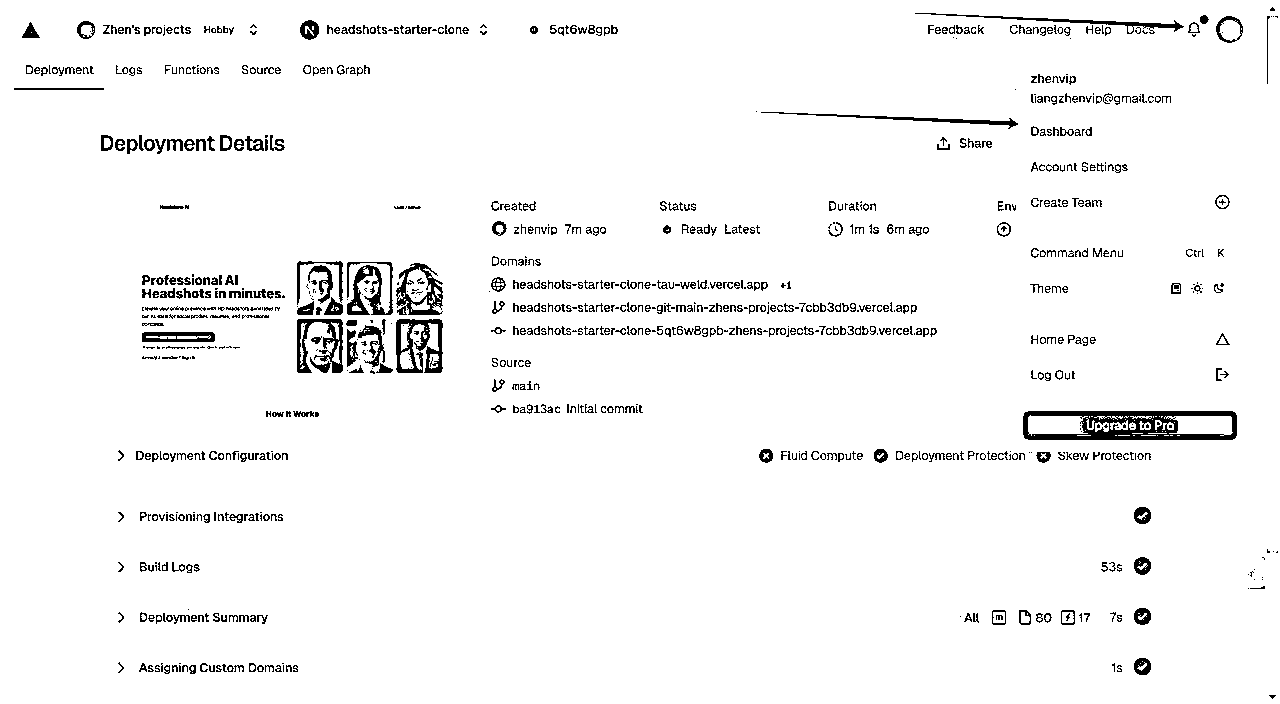 Zhen's projects Hobby headshots-starter-clone 5qt6w8gpb Feedback Changelog Help Docs
Deployment Logs Functions Source Open Graph
zhenvip
liangzhenvip@gmail.com
Dashboard
Account Settings
Create Team
Command Menu Ctrl K
Theme
Home Page
Log Out
Upgrade to Pro
Deployment Details Share
Created Status Duration Env
zhenvip 7m ago Ready Latest 1m 1s 6m ago
Domains
headshots-starter-clone-tau-weld.vercel.app +1
headshots-starter-clone-git-main-zhens-projects-7cbb3db9.vercel.app
headshots-starter-clone-5qt6w8gpb-zhens-projects-7cbb3db9.vercel.app
Source
main
ba913ac Initial commit
Professional AI
Headshots in minutes.
How It Works
Deployment Configuration Fluid Compute Deployment Protection Skew Protection
Provisioning Integrations
Build Logs 53s
Deployment Summary All 80 17 7s
Assigning Custom Domains 1s